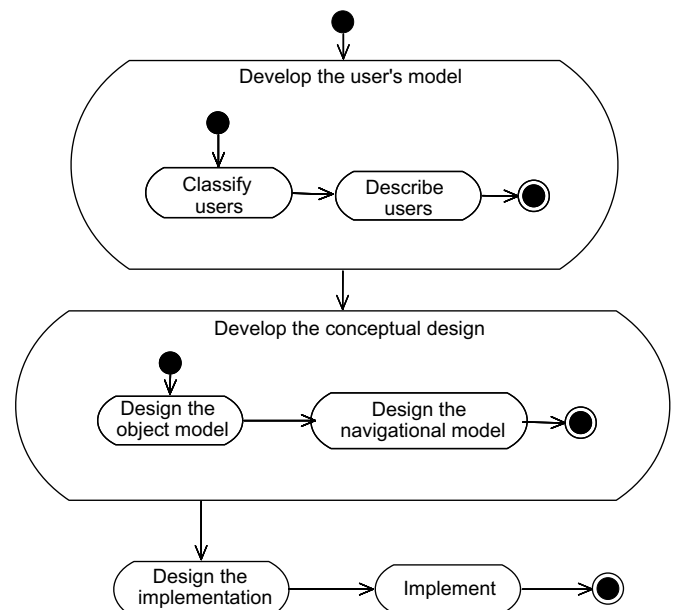 Develop the user's model
Classify
users
Describe
users
Develop the conceptual design
Design the
object model
Design the
navigational model
Design the
implementation
Implement